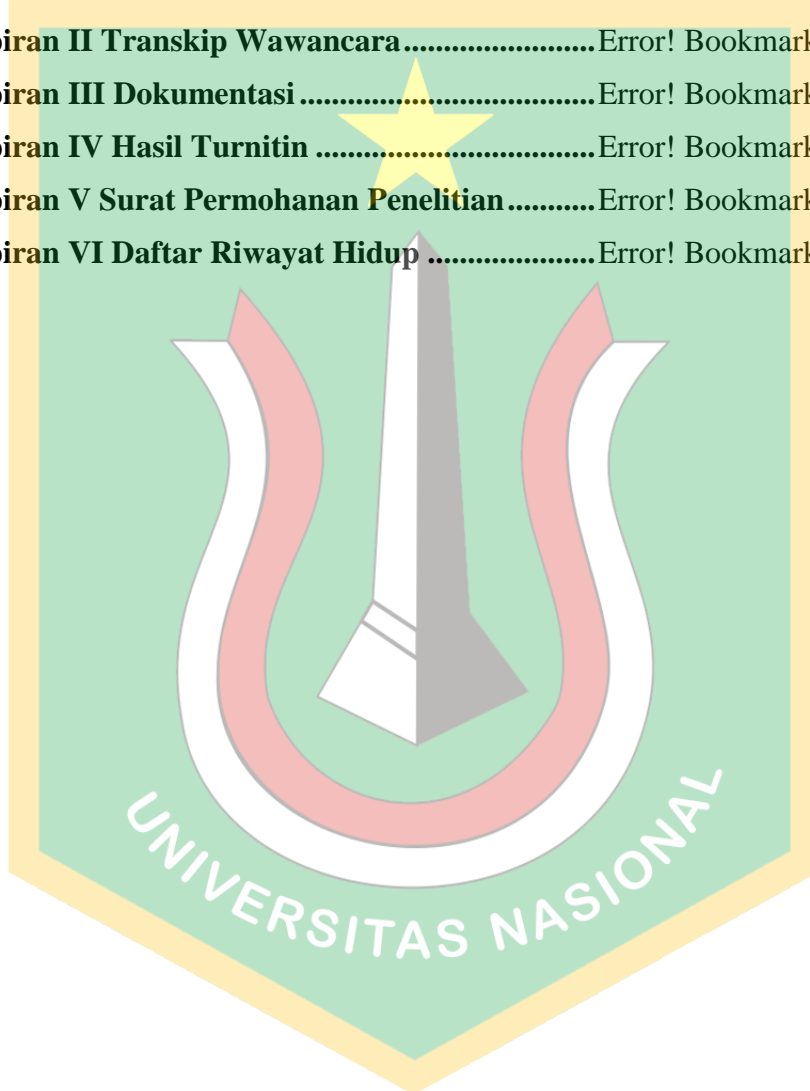 piran II Transkip Wawancara........................Error! Bookmark
piran III Dokumentasi.....................................Error! Bookmark
piran IV Hasil Turnitin ...................................Error! Bookmark
piran V Surat Permohanan Penelitian...........Error! Bookmark
piran VI Daftar Riwayat Hidup .....................Error! Bookmark
UNIVERSITAS NASIONAL